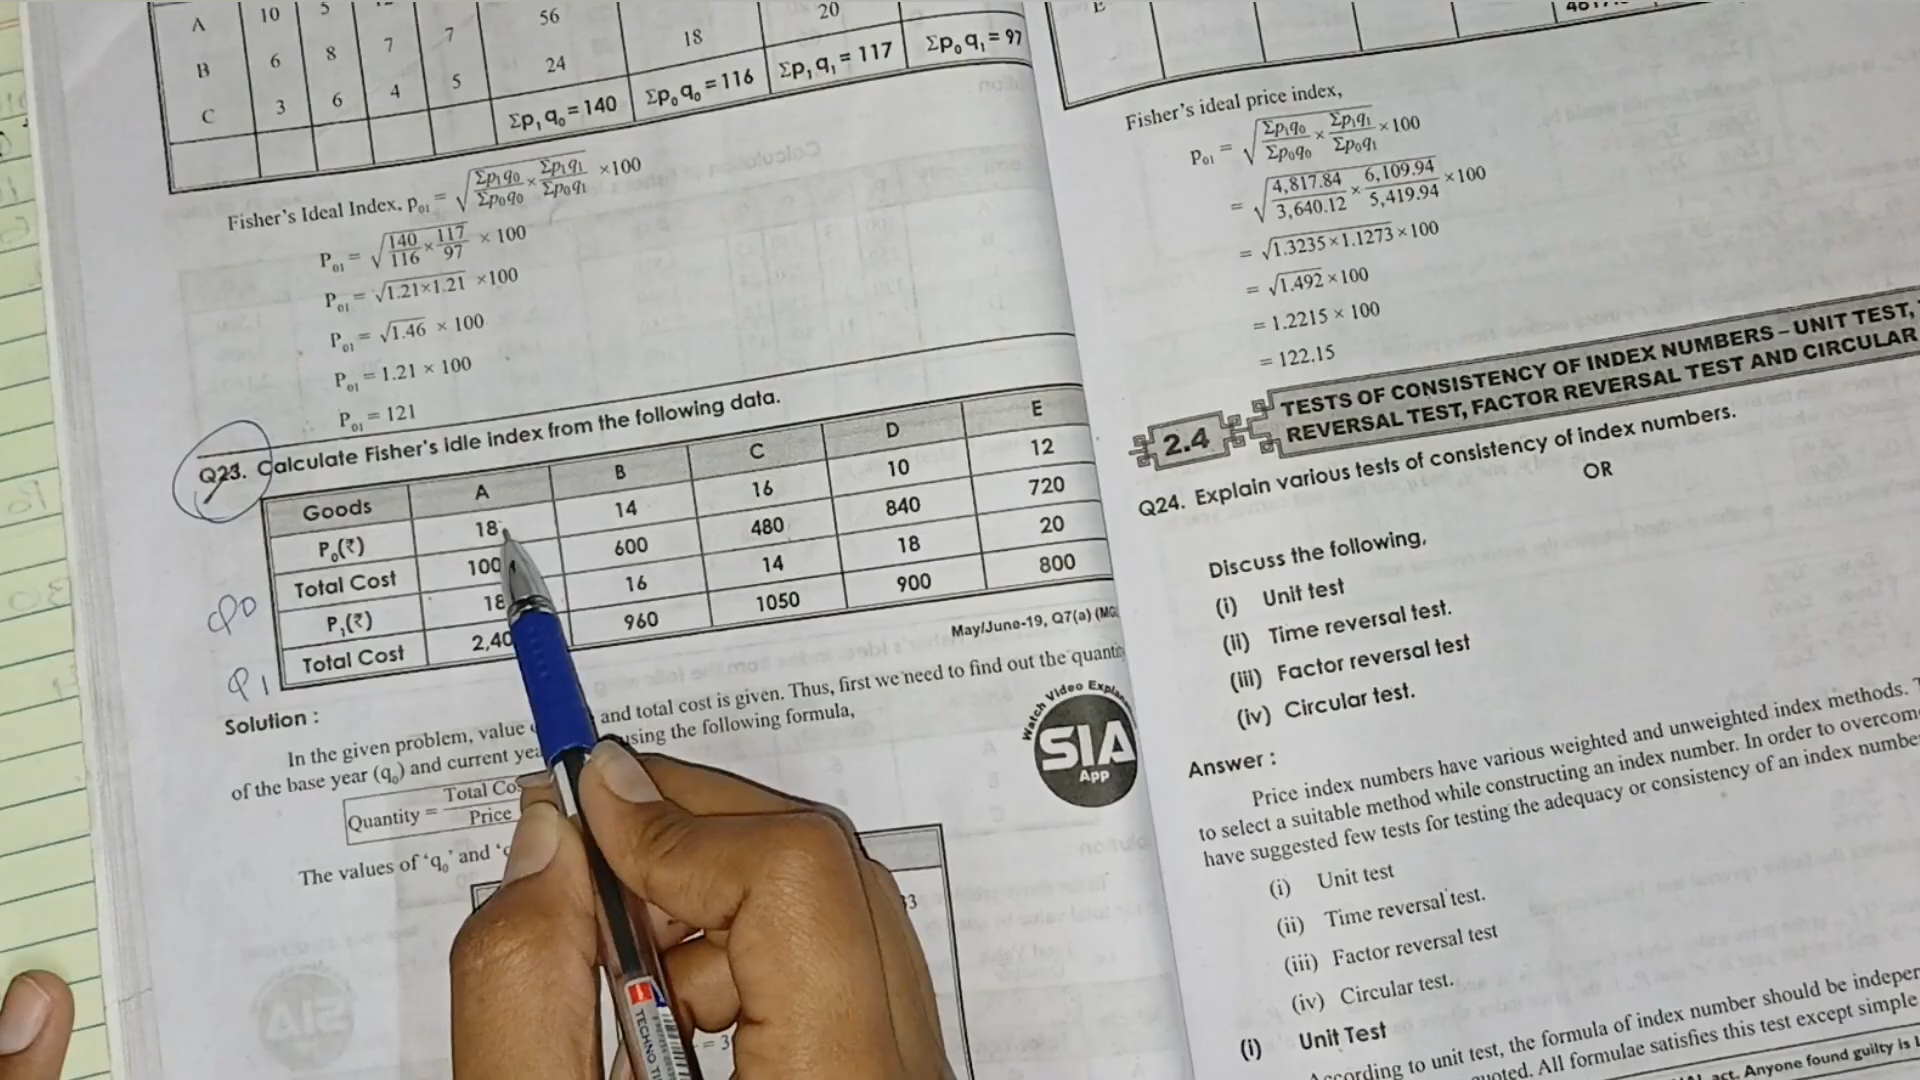 A 10 5 56 20
B 6 8 7 7 24 18
C 3 6 4 5 Σp₁q₀ = 140 Σp₀q₀ = 116 Σp₁q₁ = 117 Σp₀q₁ = 97
Fisher's Ideal Index, p₀₁ = √(Σp₁q₀/Σp₀q₀ × Σp₁q₁/Σp₀q₁) ×100
P₀₁ = √(140/116 × 117/97) × 100
P₀₁ = √(1.21×1.21) ×100
P₀₁ = √1.46 × 100
P₀₁ = 1.21 × 100
P₀₁ = 121
Q23. Calculate Fisher's idle index from the following data.
Goods A B C D E
P₀(₹) 18 14 16 10 12
Total Cost 100 600 480 840 720
P₁(₹) 18 16 14 18 20
Total Cost 2,40 960 1050 900 800
φ0
φ1
May/June-19, Q7(a)
Solution :
In the given problem, value and total cost is given. Thus, first we need to find out the
of the base year (q₀) and current using the following formula,
Quantity = Total / Price
The values of 'q₀' and
Watch Video
SIA
App
TECHNO
E
Fisher's ideal price index,
P₀₁ = √(Σp₁q₀/Σp₀q₀ × Σp₁q₁/Σp₀q₁) ×100
= √(4,817.84/3,640.12 × 6,109.94/5,419.94) ×100
= √(1.3235×1.1273)×100
= √1.492 ×100
= 1.2215 × 100
= 122.15
2.4 TESTS OF CONSISTENCY OF INDEX NUMBERS – UNIT TEST,
REVERSAL TEST, FACTOR REVERSAL TEST AND CIRCULAR
Q24. Explain various tests of consistency of index numbers.
OR
Discuss the following,
(i) Unit test
(ii) Time reversal test.
(iii) Factor reversal test
(iv) Circular test.
Answer :
Price index numbers have various weighted and unweighted index methods.
to select a suitable method while constructing an index number. In order to
have suggested few tests for testing the adequacy or consistency of an index
(i) Unit test
(ii) Time reversal test.
(iii) Factor reversal test
(iv) Circular test.
(i) Unit Test
According to unit test, the formula of index number should be
All formulae satisfies this test except simple
act. Anyone found guilty is